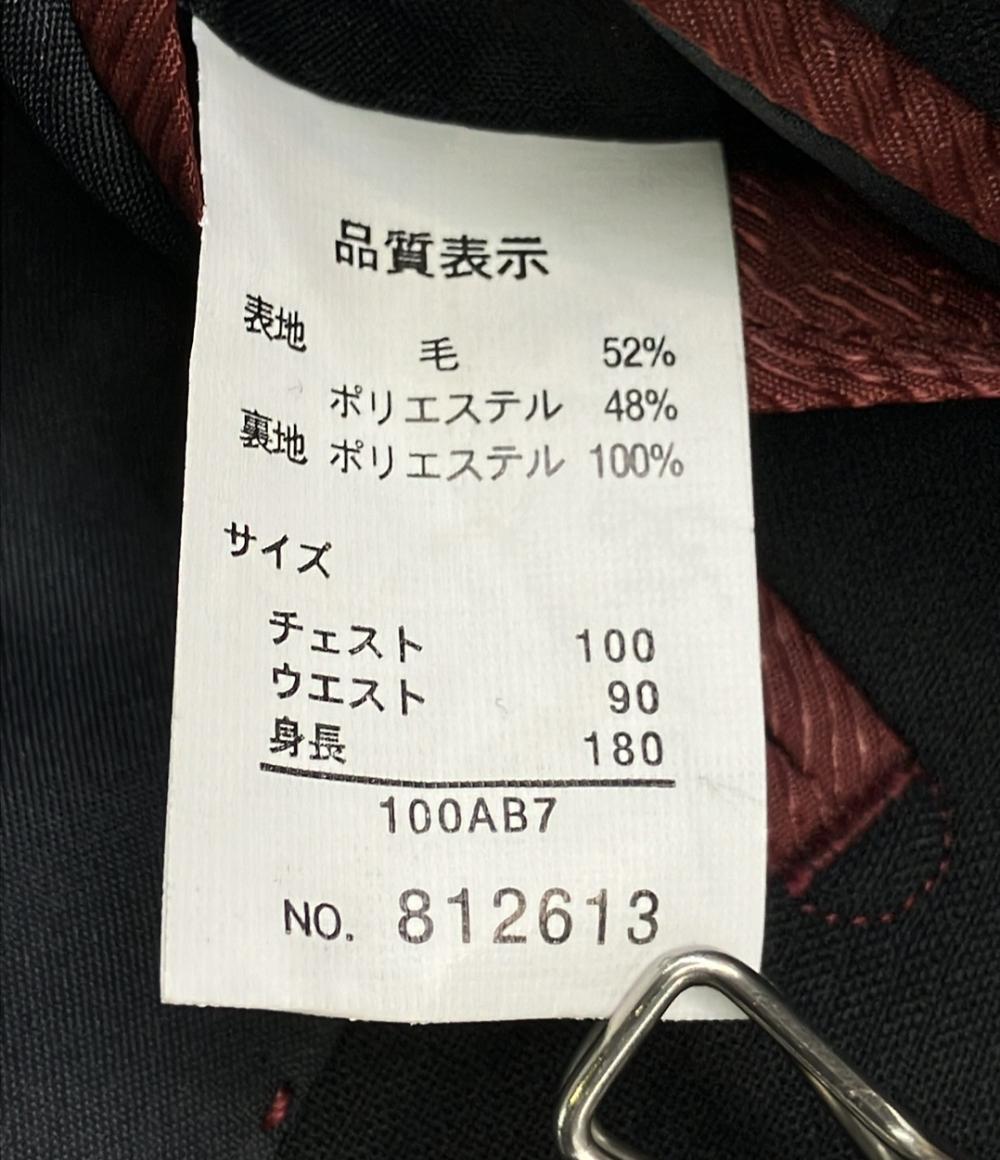 品質表示
表地
毛 52%
ポリエステル 48%
裏地 ポリエステル 100%
サイズ
チェスト 100
ウエスト 90
身長 180
100AB7
NO. 812613